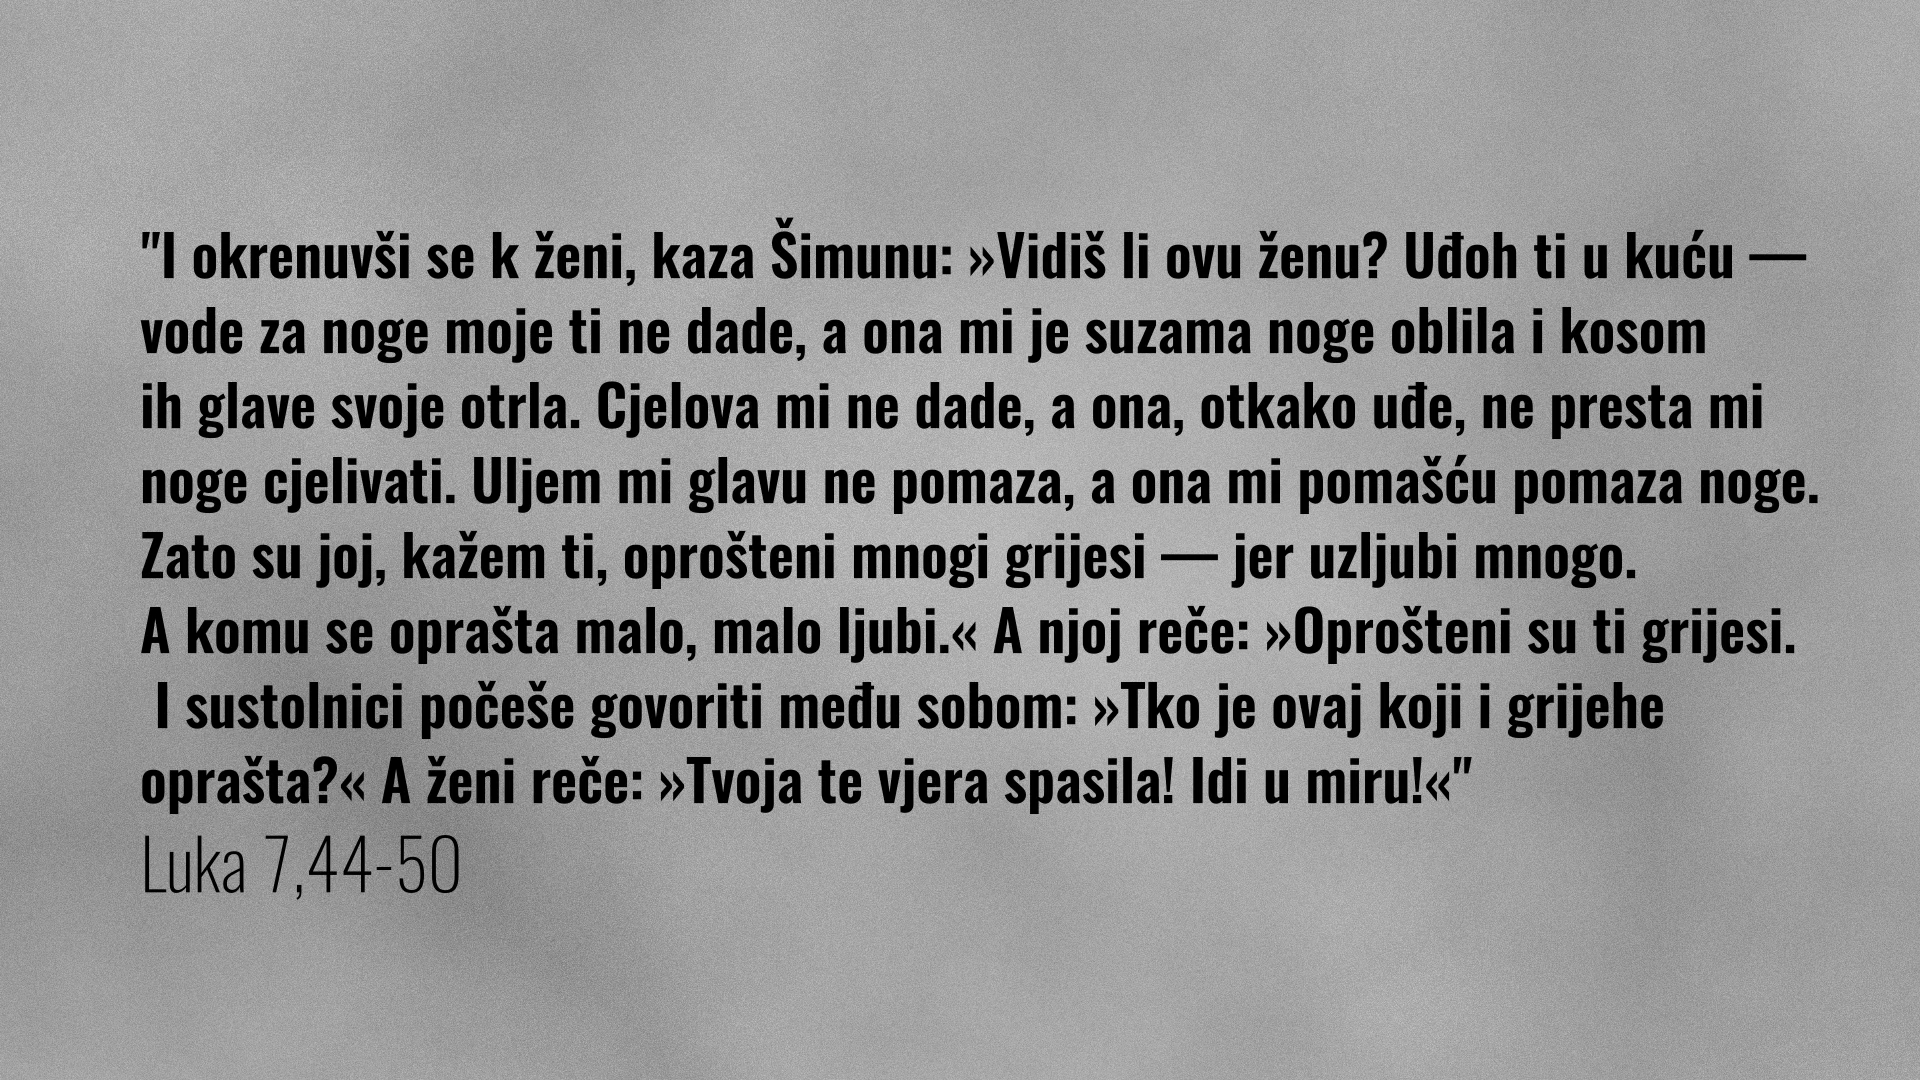 "I okrenuvši se k ženi, kaza Šimunu: »Vidiš li ovu ženu? Uđoh ti u kuću —
vode za noge moje ti ne dade, a ona mi je suzama noge oblila i kosom
ih glave svoje otrla. Cjelova mi ne dade, a ona, otkako uđe, ne presta mi
noge cjelivati. Uljem mi glavu ne pomaza, a ona mi pomašću pomaza noge.
Zato su joj, kažem ti, oprošteni mnogi grijesi — jer uzljubi mnogo.
A komu se oprašta malo, malo ljubi.« A njoj reče: »Oprošteni su ti grijesi.
I sustolnici počeše govoriti među sobom: »Tko je ovaj koji i grijehe
oprašta?« A ženi reče: »Tvoja te vjera spasila! Idi u miru!«"
Luka 7,44-50